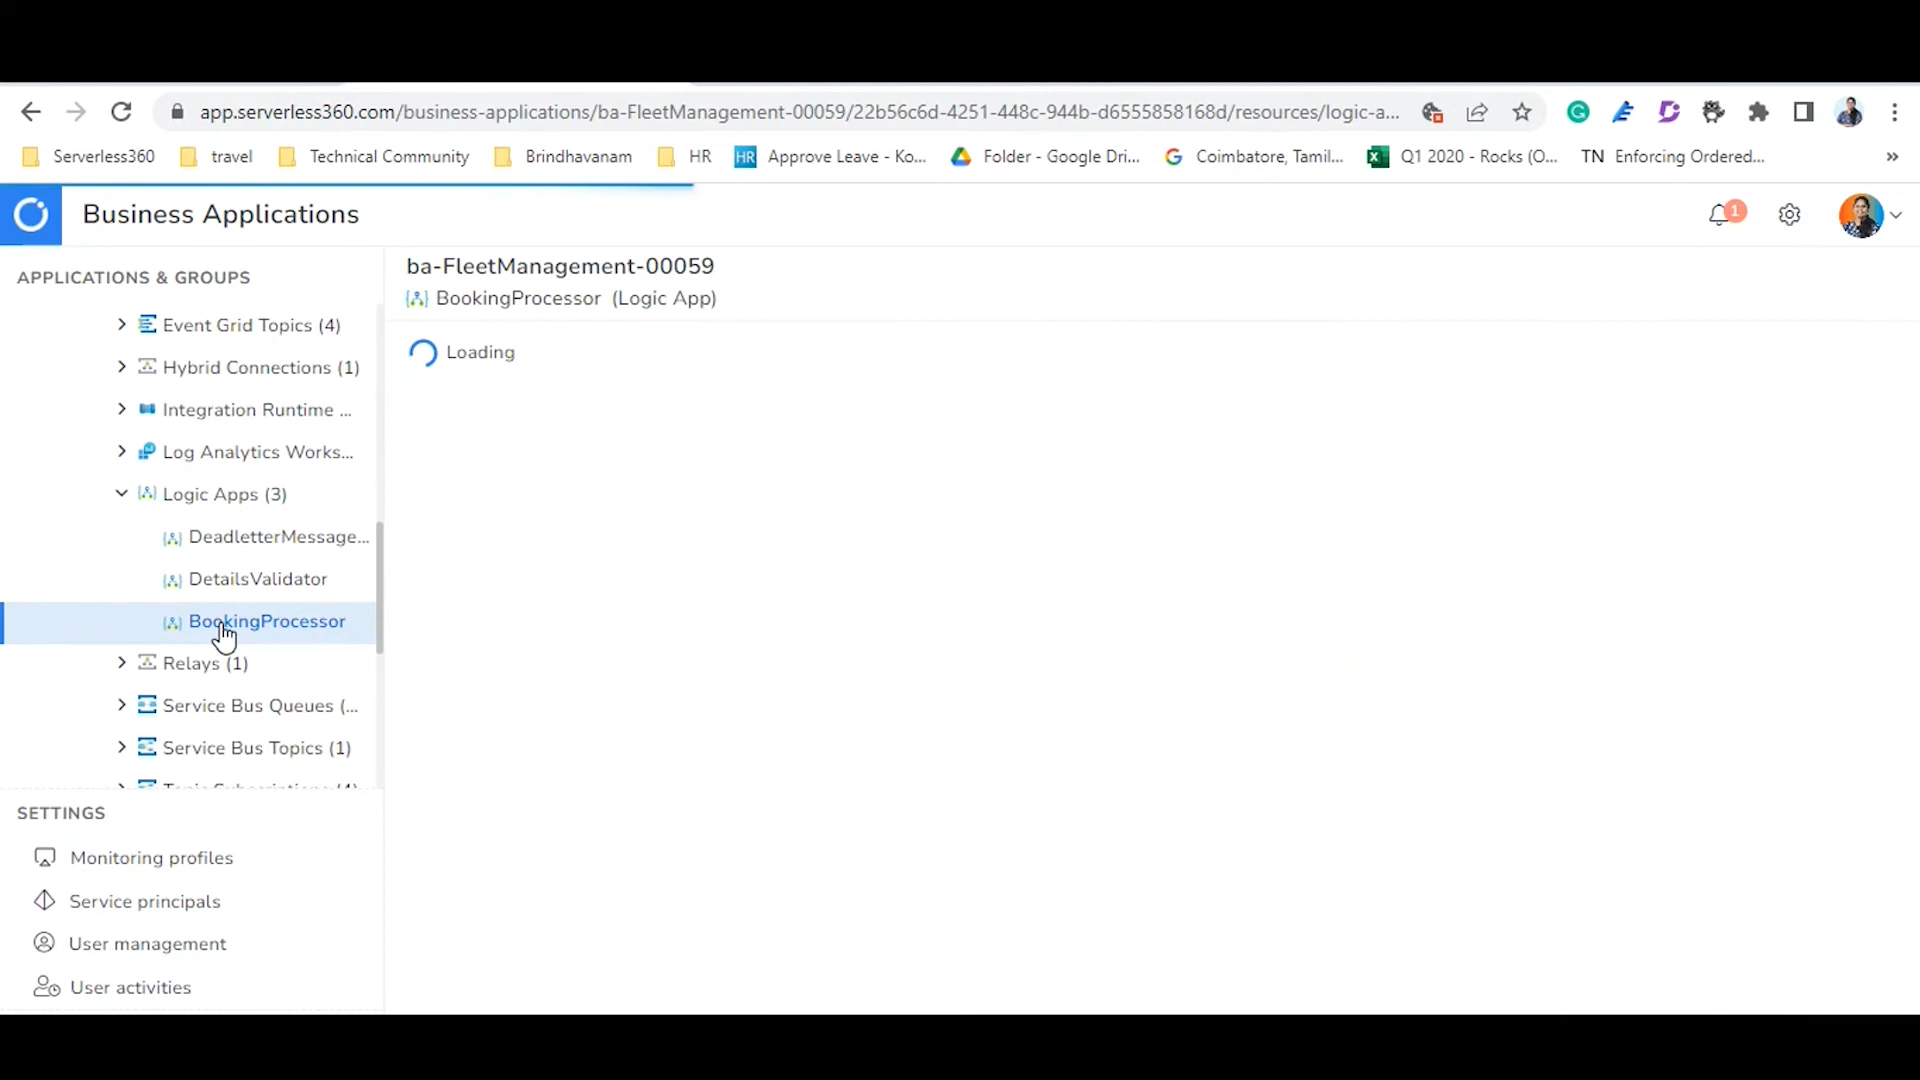 app.serverless360.com/business-applications/ba-FleetManagement-00059/22b56c6d-4251-448c-944b-d6555858168d/resources/logic-a...
Serverless360 travel Technical Community Brindhavanam HR HR Approve Leave - Ko... Folder - Google Dri... Coimbatore, Tamil... Q1 2020 - Rocks (O... TN Enforcing Ordered... »
Business Applications 1
APPLICATIONS & GROUPS
Event Grid Topics (4)
Hybrid Connections (1)
Integration Runtime ...
Log Analytics Works...
Logic Apps (3)
DeadletterMessage...
DetailsValidator
BookingProcessor
Relays (1)
Service Bus Queues (...
Service Bus Topics (1)
Topic Subscriptions (4)
SETTINGS
Monitoring profiles
Service principals
User management
User activities
ba-FleetManagement-00059
BookingProcessor (Logic App)
Loading